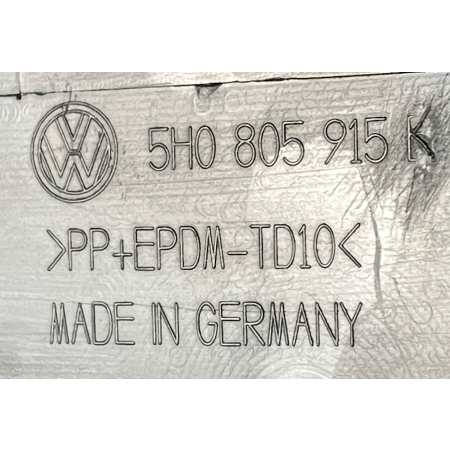 5H0 805 915 K
>PP+EPDM-TD10<
MADE IN GERMANY